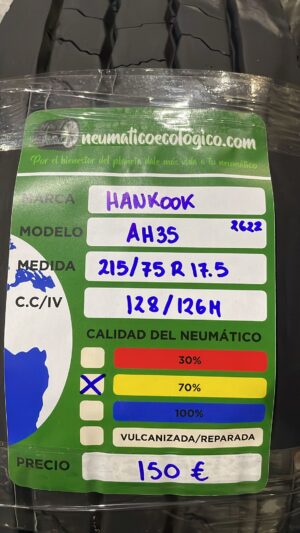 neumaticoecologico.com
Por el bienestar del planeta dale más vida a tu neumático
MARCA HANKOOK
MODELO AH35 2622
MEDIDA 215/75 R 17.5
C.C/IV 128/126M
CALIDAD DEL NEUMÁTICO
30%
X 70%
100%
VULCANIZADA/REPARADA
PRECIO 150 €